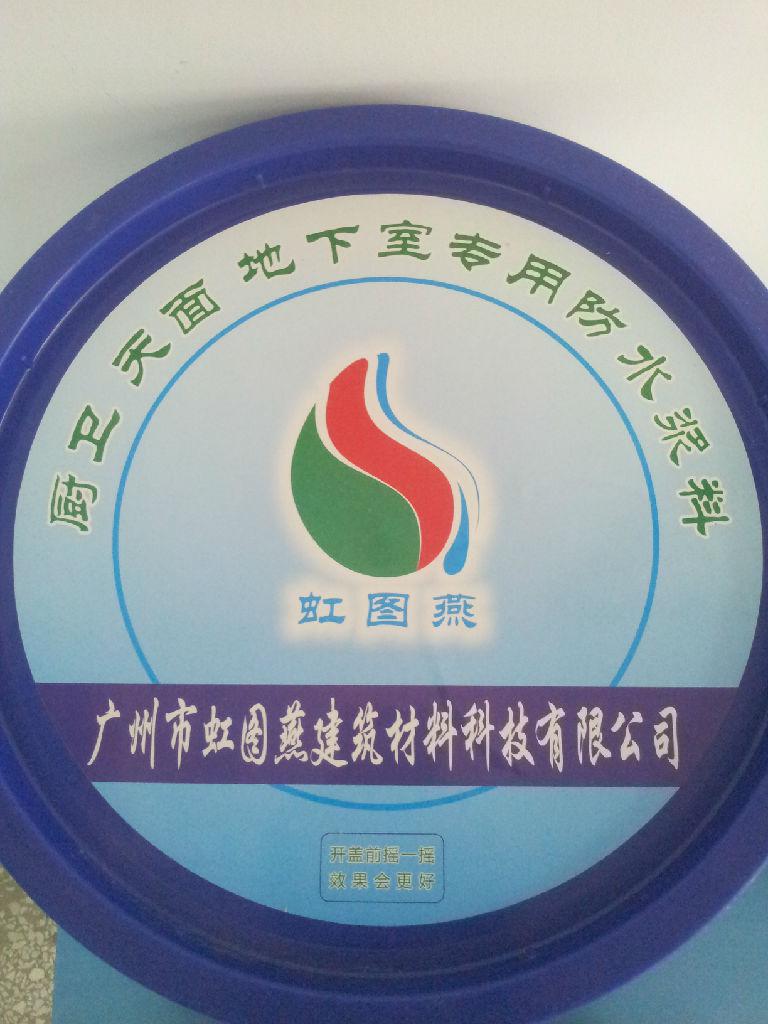 厨卫 天面 地下室专用防水浆料
虹图燕
广州市虹图燕建筑材料科技有限公司
开盖前摇一摇
效果会更好